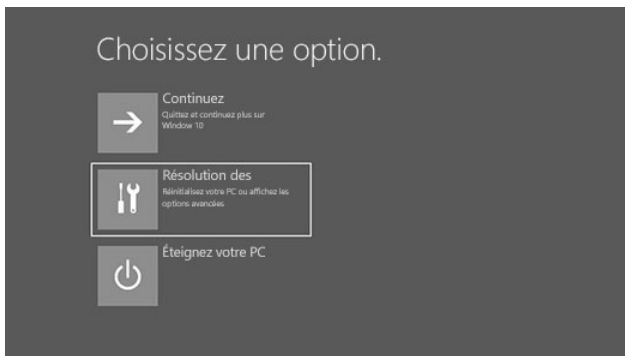 Choisissez une option.
Continuez
Quittez et continuez plus sur
Window 10
Résolution des
Réinitialisez votre PC ou affichez les
options avancées
Éteignez votre PC